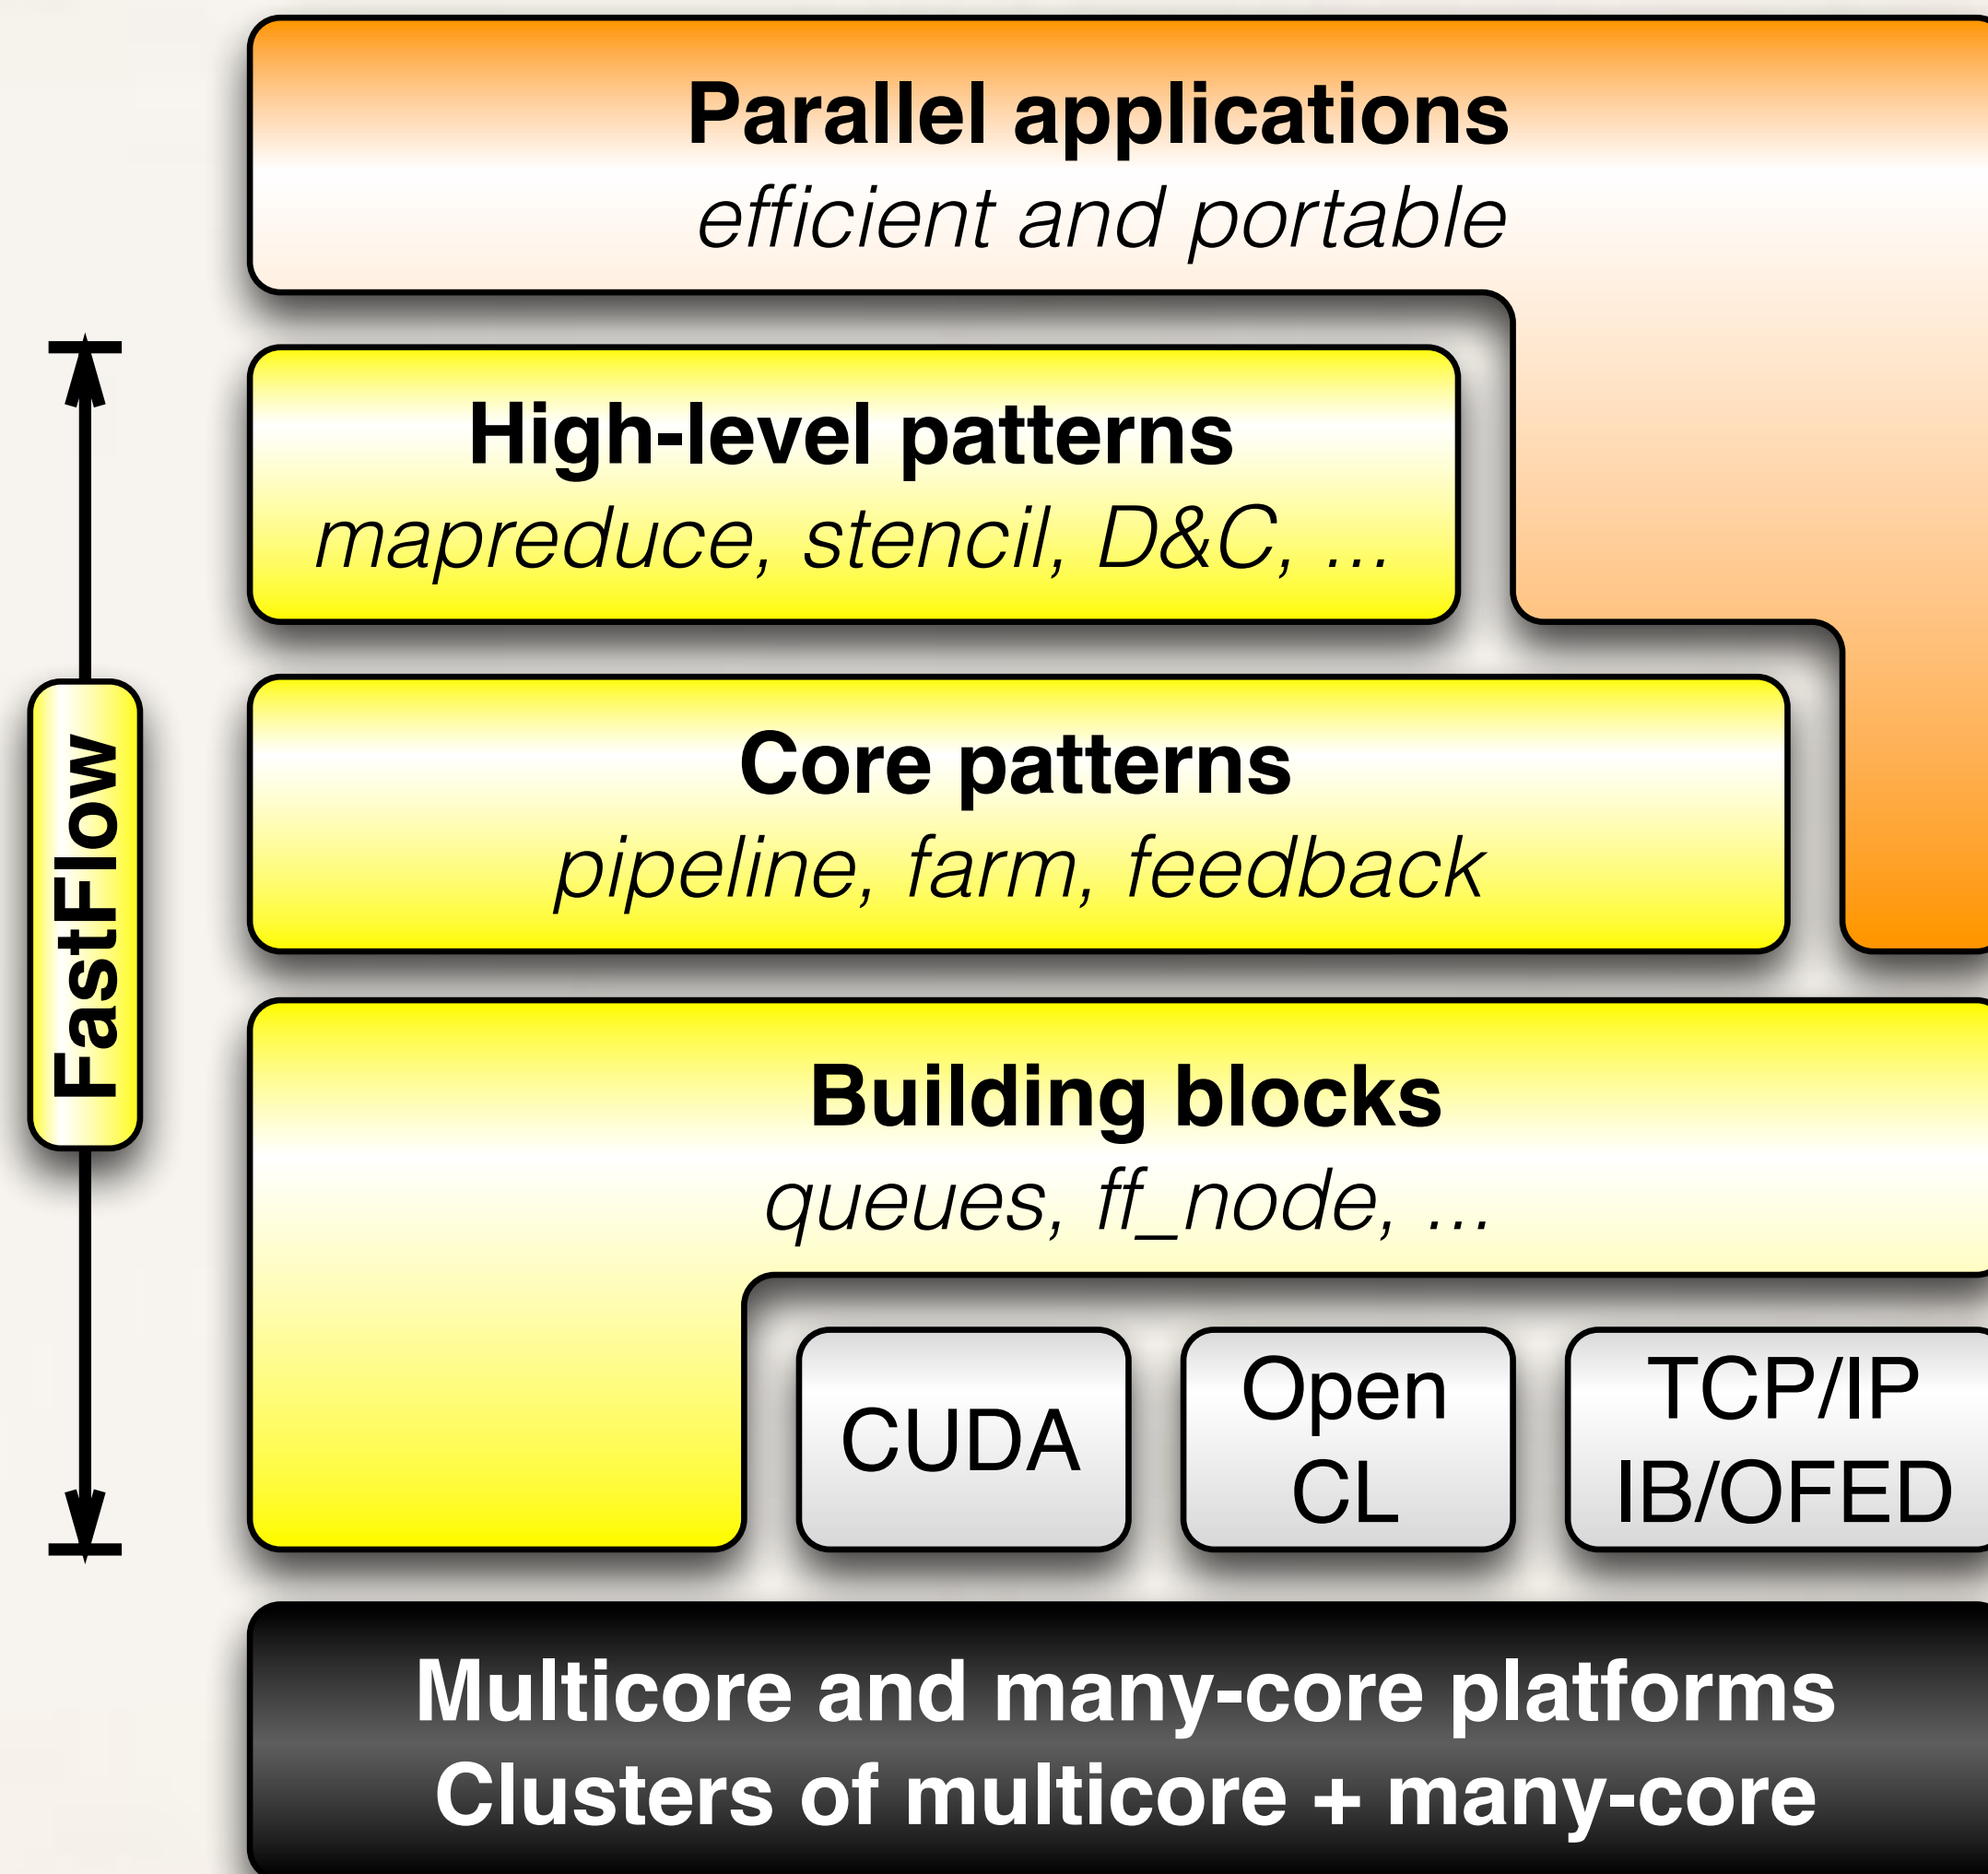 Parallel applications
efficient and portable
High-level patterns
mapreduce, stencil, D&C, ...
FastFlow
Core patterns
pipeline, farm, feedback
Building blocks
queues, ff_node, ...
CUDA
Open
CL
TCP/IP
IB/OFED
Multicore and many-core platforms
Clusters of multicore + many-core